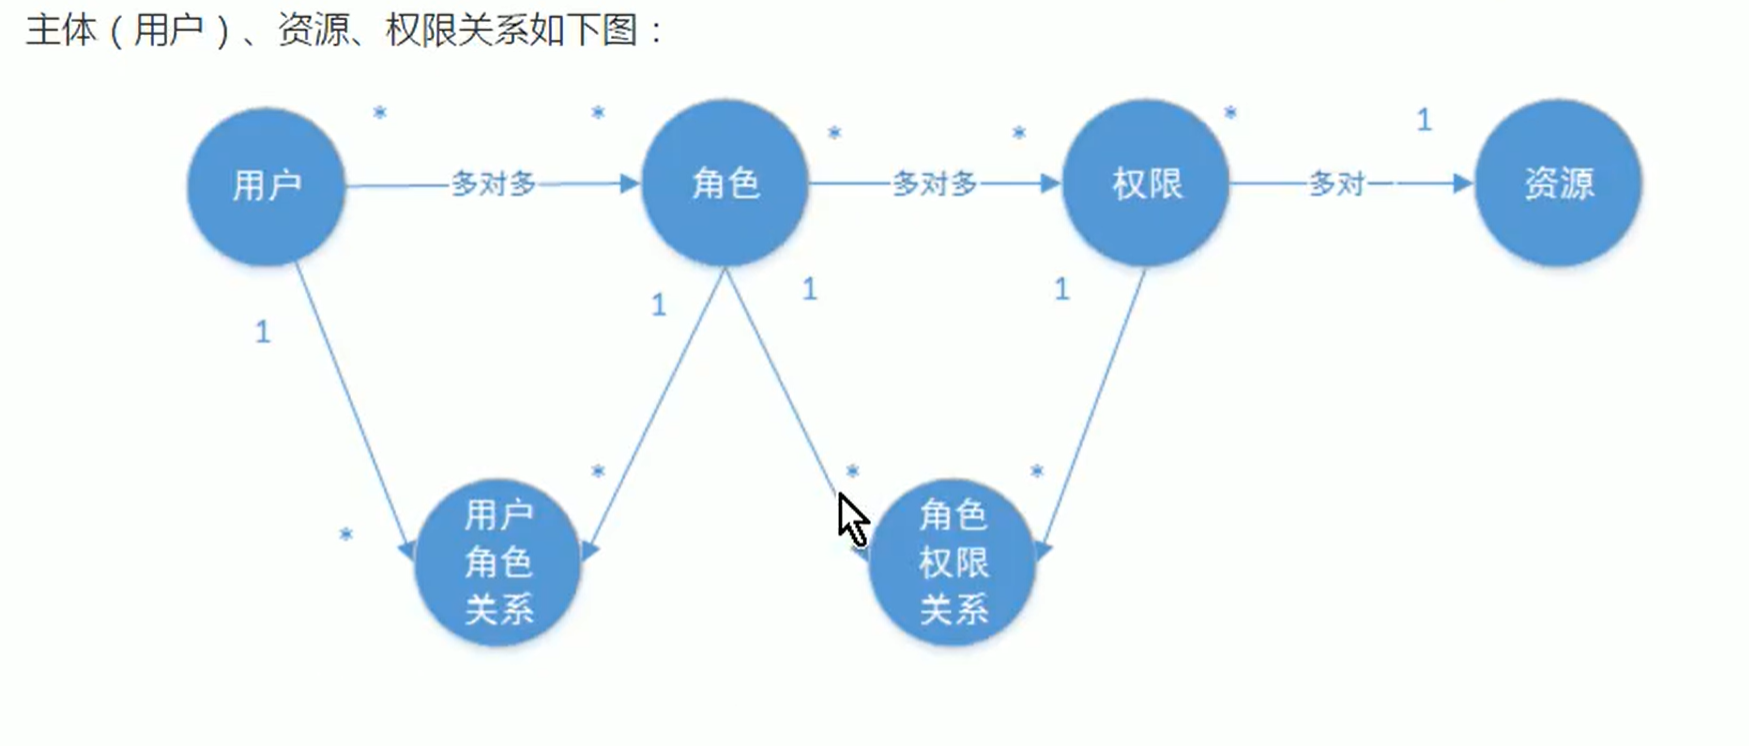 主体（用户）、资源、权限关系如下图：
* * * * * 1
用户 多对多 角色 多对多 权限 多对一 资源
1 1 1 1
* * * *
用户
角色
关系
角色
权限
关系